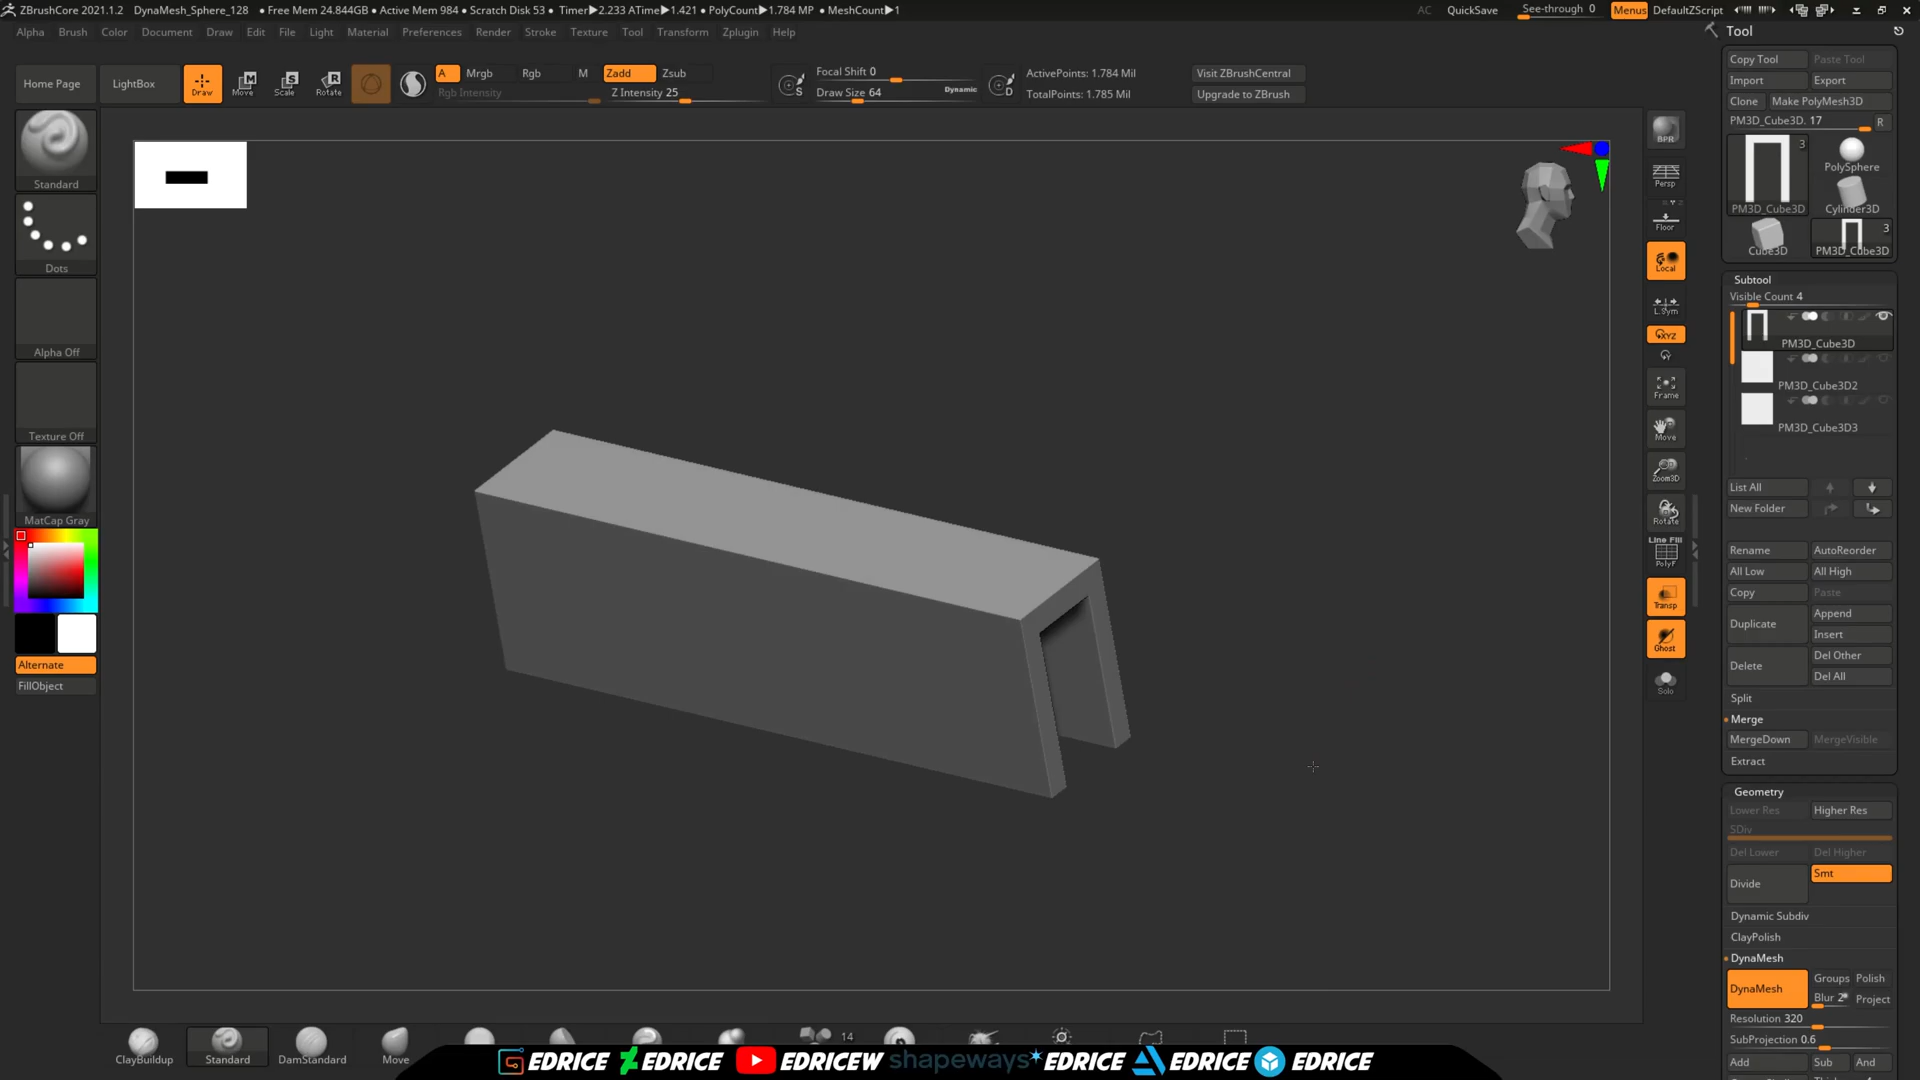 ZBrushCore 2021.1.2 DynaMesh_Sphere_128 • Free Mem 24.844GB • Active Mem 984 • Scratch Disk 53 • Timer▶2.233 ATime▶1.421 • PolyCount▶1.784 MP • MeshCount▶1 AC QuickSave See-through 0 Menus DefaultZScript
Alpha Brush Color Document Draw Edit File Layer Light Material Preferences Render Stroke Texture Tool Transform Zplugin Help
Home Page LightBox Draw Move Scale Rotate
A Mrgb Rgb M Zadd Zsub
Rgb Intensity Z Intensity 25
Focal Shift 0
Draw Size 64 Dynamic
ActivePoints: 1.784 Mil
TotalPoints: 1.785 Mil
Visit ZBrushCentral
Upgrade to ZBrush
Standard
Dots
Alpha Off
Texture Off
MatCap Gray
Alternate
FillObject
BPR
Persp
Floor
Local
L.Sym
XYZ
Frame
Move
Zoom3D
Rotate
Line Fill
PolyF
Transp
Ghost
Solo
Tool
Copy Tool Paste Tool
Import Export
Clone Make PolyMesh3D
PM3D_Cube3D. 17 R
3
PM3D_Cube3D
PolySphere
Cylinder3D
Cube3D
3
PM3D_Cube3D
Subtool
Visible Count 4
PM3D_Cube3D
PM3D_Cube3D2
PM3D_Cube3D3
List All
New Folder
Rename AutoReorder
All Low All High
Copy Paste
Duplicate Append
Insert
Delete Del Other
Del All
Split
Merge
MergeDown MergeVisible
Extract
Geometry
Lower Res Higher Res
SDiv
Del Lower Del Higher
Divide Smt
Dynamic Subdiv
ClayPolish
DynaMesh
DynaMesh Groups Polish
Blur 2 Project
Resolution 320
SubProjection 0.6
Add Sub And
ClayBuildup Standard DamStandard Move 14
EDRICE EDRICE EDRICEW shapeways EDRICE EDRICE EDRICE